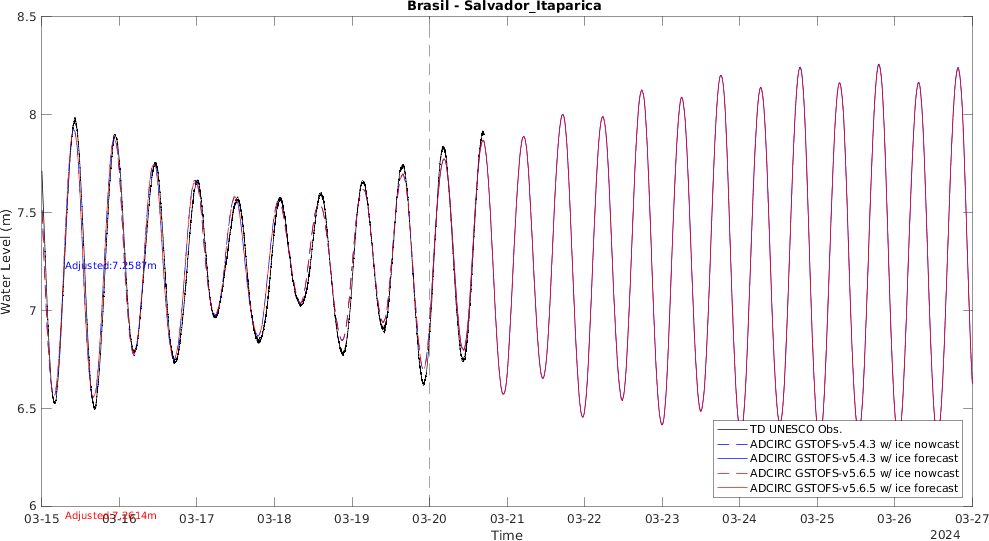 Brasil - Salvador_Itaparica
8.5
8
7.5
7
6.5
6
Water Level (m)
Adjusted:7.2587m
Adjusted:7.2614m
TD UNESCO Obs.
ADCIRC GSTOFS-v5.4.3 w/ ice nowcast
ADCIRC GSTOFS-v5.4.3 w/ ice forecast
ADCIRC GSTOFS-v5.6.5 w/ ice nowcast
ADCIRC GSTOFS-v5.6.5 w/ ice forecast
03-15 03-16 03-17 03-18 03-19 03-20 03-21 03-22 03-23 03-24 03-25 03-26 03-27
Time
2024